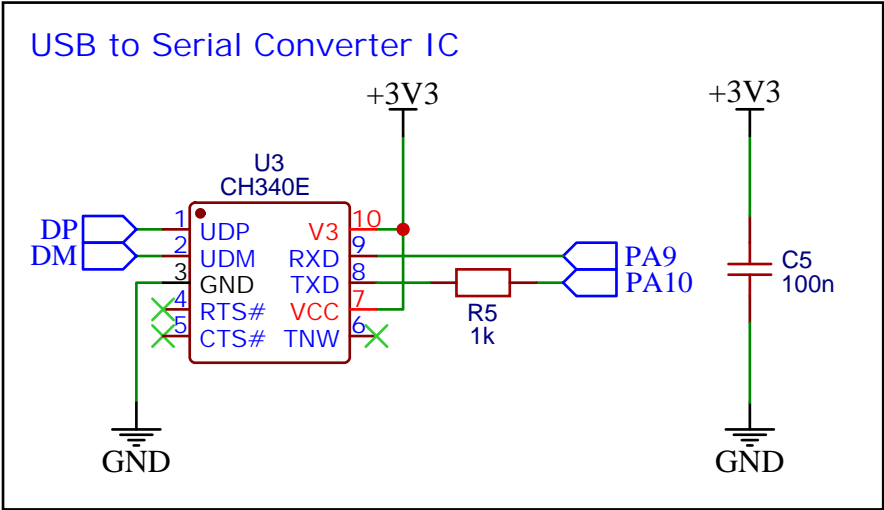 USB to Serial Converter IC
+3V3
+3V3
U3
CH340E
DP
1
UDP
V3
10
DM
2
UDM
RXD
9
PA9
3
GND
TXD
8
PA10
4
RTS#
VCC
7
5
CTS#
TNW
6
R5
1k
C5
100n
GND
GND